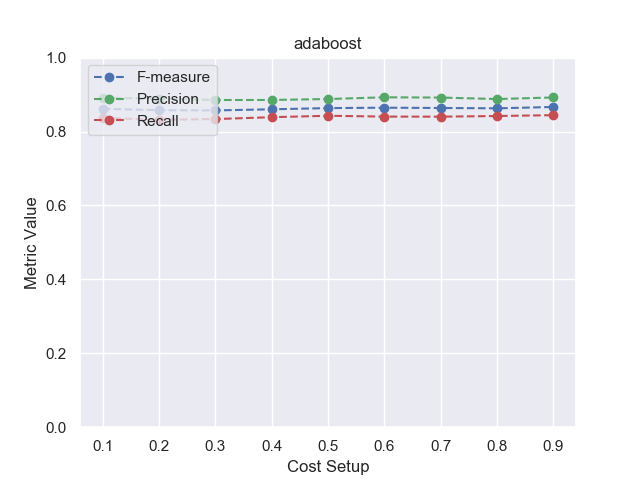 adaboost
F-measure
Precision
Recall
Metric Value
1.0
0.8
0.6
0.4
0.2
0.0
0.1 0.2 0.3 0.4 0.5 0.6 0.7 0.8 0.9
Cost Setup